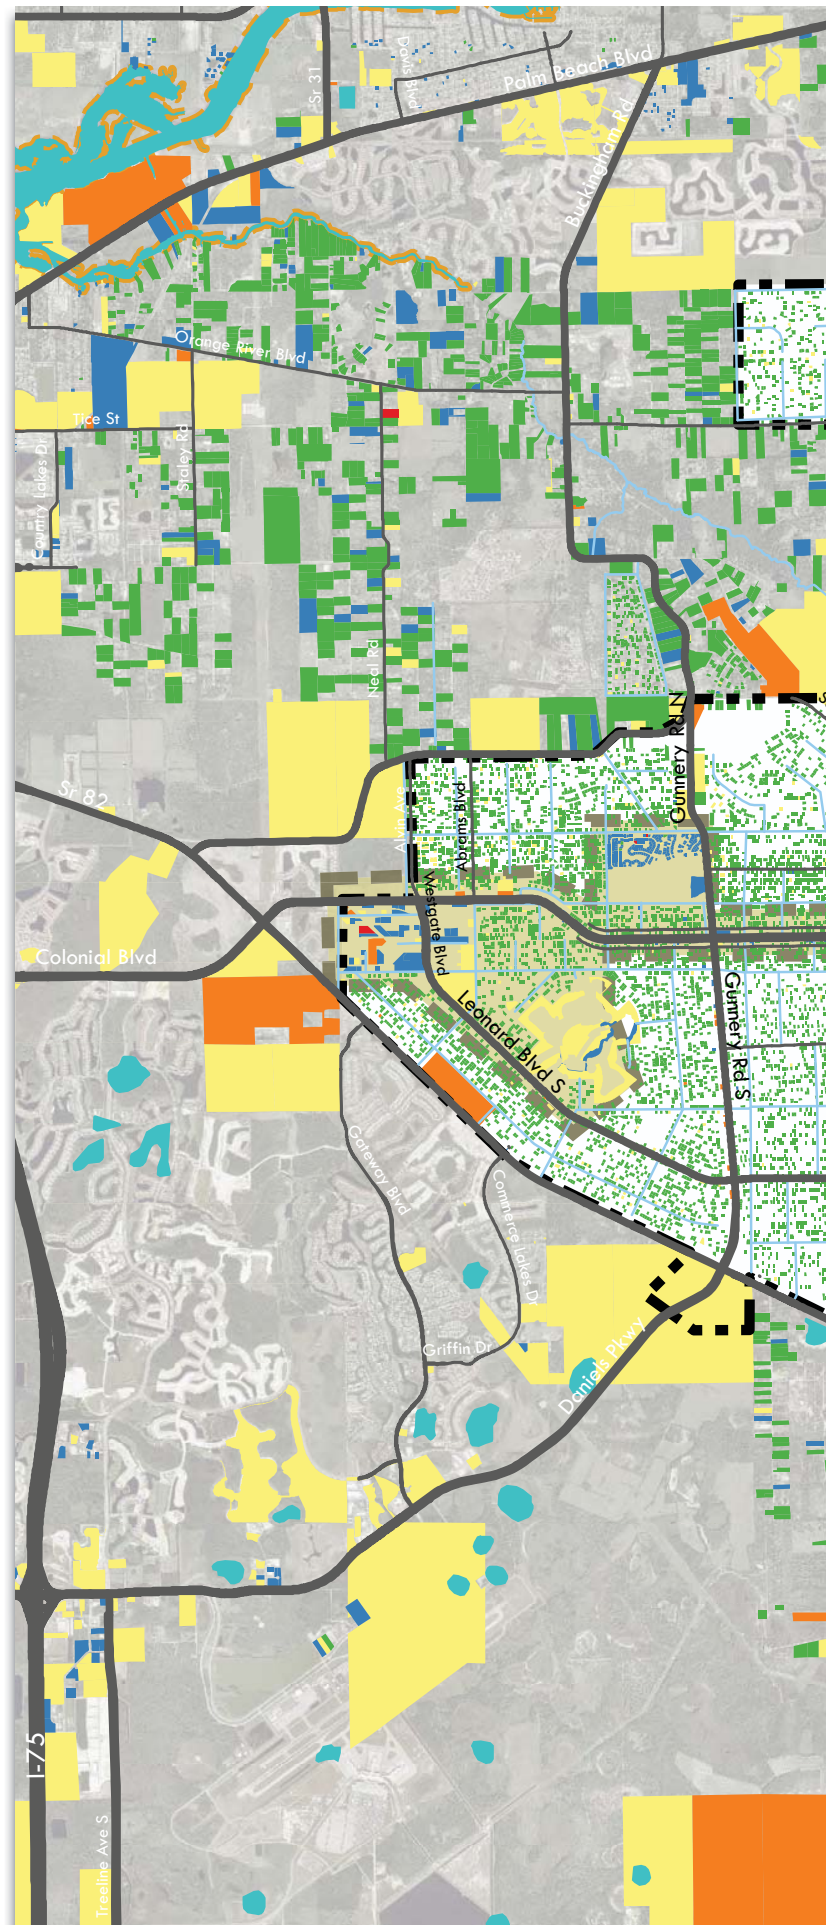 Sr 31
Davis Blvd
Palm Beach Blvd
Buckingham Rd
Orange River Blvd
Tice St
Staley Rd
Country Lakes Dr
Neal Rd
Gunnery Rd N
S
Sr 82
Alvin Ave
Abrams Blvd
Westgate Blvd
Colonial Blvd
Leonard Blvd S
Gunnery Rd S
Gateway Blvd
Commerce Lakes Dr
Griffin Dr
Daniels Pkwy
I-75
Treeline Ave S